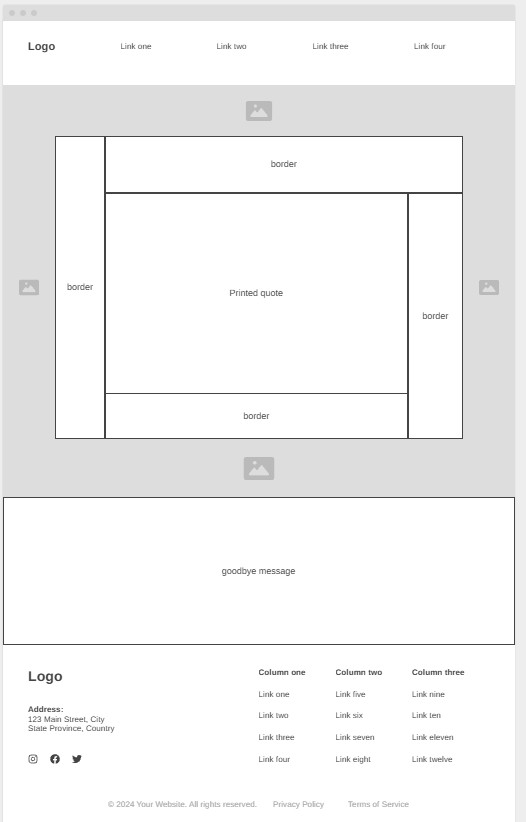 Logo
Link one
Link two
Link three
Link four
border
border
Printed quote
border
border
goodbye message
Logo
Address:
123 Main Street, City
State Province, Country
Column one
Link one
Link two
Link three
Link four
Column two
Link five
Link six
Link seven
Link eight
Column three
Link nine
Link ten
Link eleven
Link twelve
© 2024 Your Website. All rights reserved.
Privacy Policy
Terms of Service